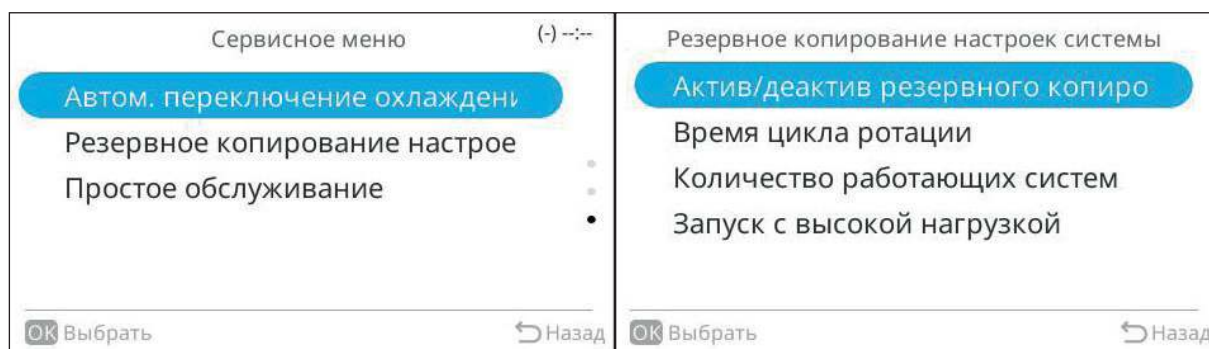 Сервисное меню
(-) --:--
Автом. переключение охлаждени
Резервное копирование настрое
Простое обслуживание
OK Выбрать
Назад
Резервное копирование настроек системы
Актив/деактив резервного копиро
Время цикла ротации
Количество работающих систем
Запуск с высокой нагрузкой
OK Выбрать
Назад